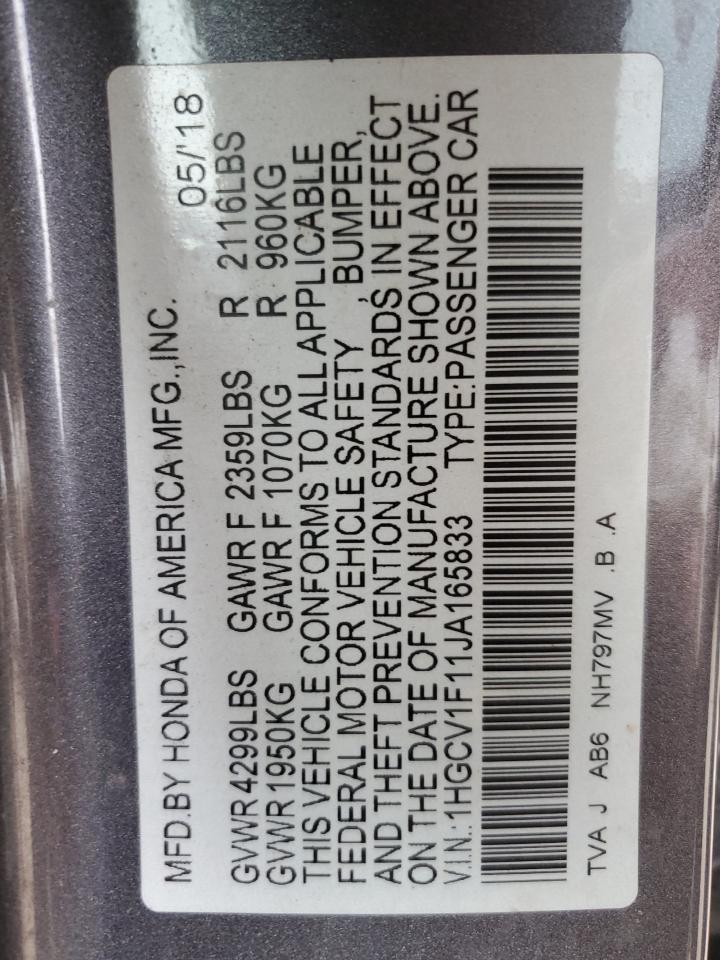 MFD.BY HONDA OF AMERICA MFG.,INC. 05/'18
GVWR 4299LBS GAWR F 2359LBS R 2116LBS
GVWR 1950KG GAWR F 1070KG R 960KG
THIS VEHICLE CONFORMS TO ALL APPLICABLE
FEDERAL MOTOR VEHICLE SAFETY , BUMPER,
AND THEFT PREVENTION STANDARDS IN EFFECT
ON THE DATE OF MANUFACTURE SHOWN ABOVE.
V.I.N.:1HGCV1F11JA165833 TYPE:PASSENGER CAR
TVA J AB6 NH797MV .B .A